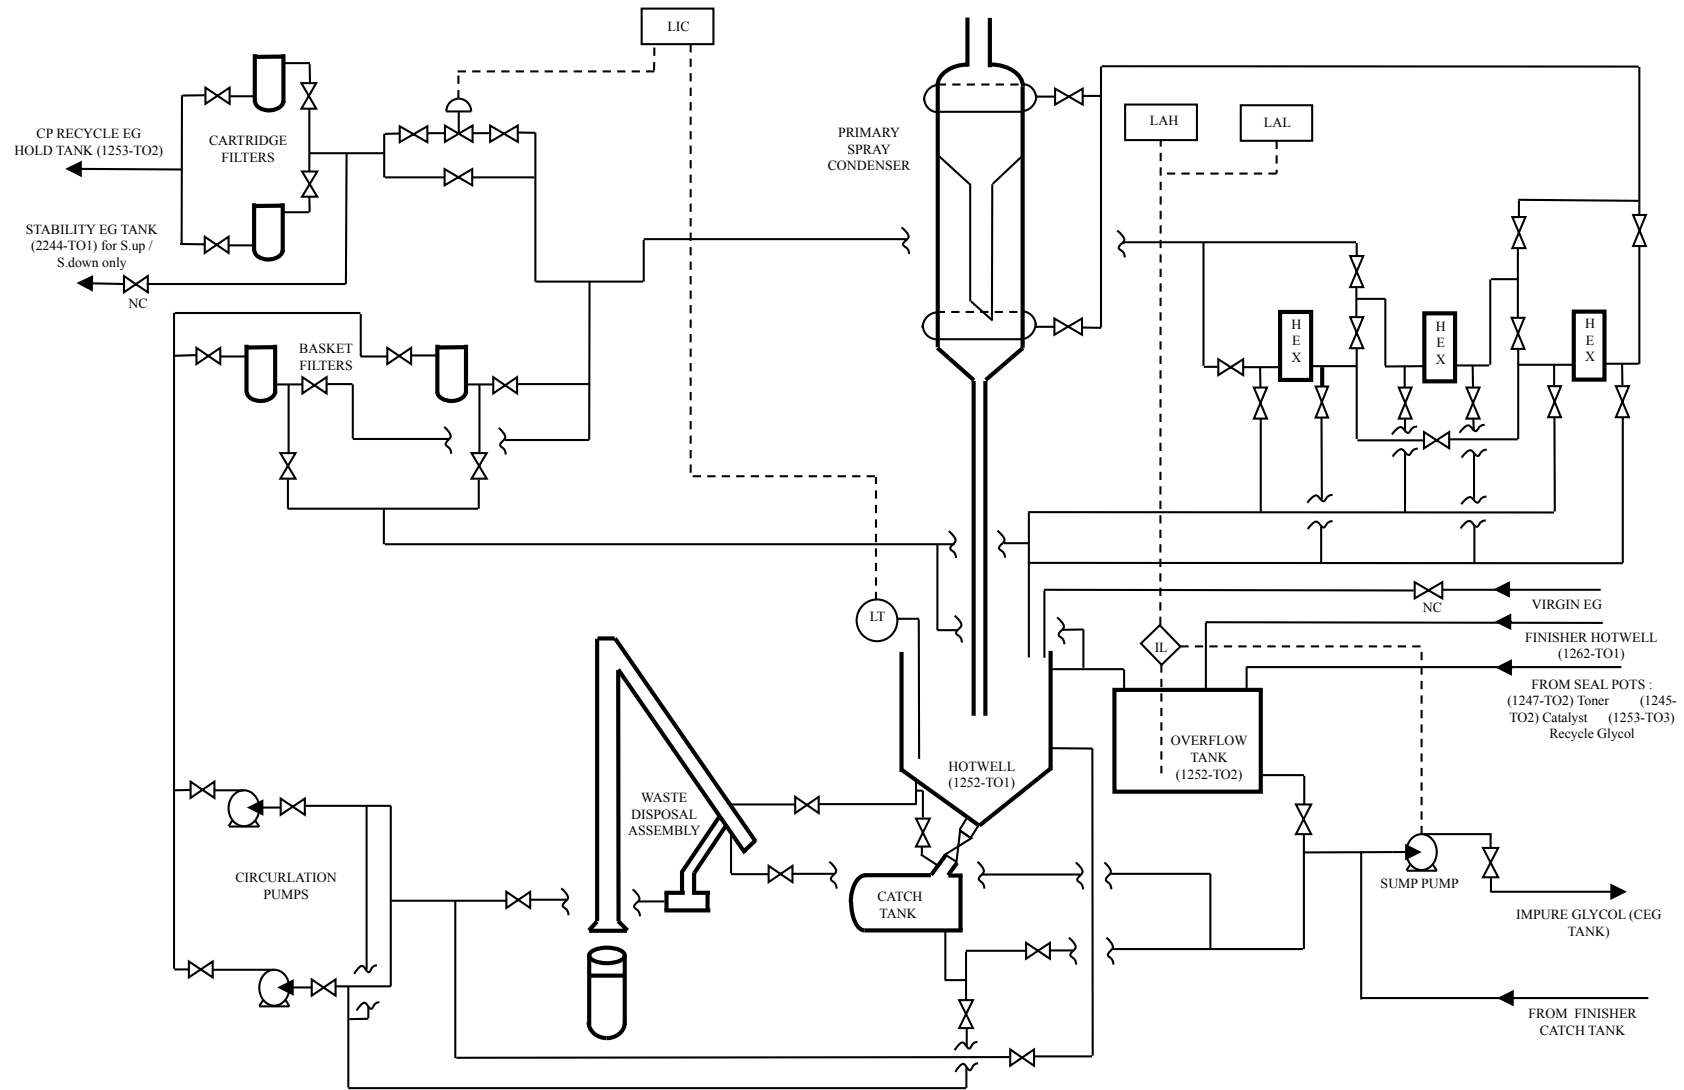 LIC
CP RECYCLE EG
HOLD TANK (1253-TO2)
CARTRIDGE
FILTERS
PRIMARY
SPRAY
CONDENSER
LAH
LAL
STABILITY EG TANK
(2244-TO1) for S.up /
S.down only
NC
BASKET
FILTERS
H
E
X
H
E
X
H
E
X
LT
NC
VIRGIN EG
FINISHER HOTWELL
(1262-TO1)
IL
FROM SEAL POTS :
(1247-TO2) Toner (1245-
TO2) Catalyst (1253-TO3)
Recycle Glycol
OVERFLOW
TANK
(1252-TO2)
HOTWELL
(1252-TO1)
WASTE
DISPOSAL
ASSEMBLY
CIRCURLATION
PUMPS
CATCH
TANK
SUMP PUMP
IMPURE GLYCOL (CEG
TANK)
FROM FINISHER
CATCH TANK